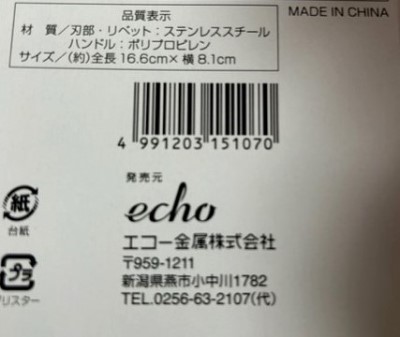 品質表示
MADE IN CHINA
材 質／刃部・リベット：ステンレススチール
ハンドル：ポリプロピレン
サイズ／(約)全長 16.6cm× 横 8.1cm
4 991203 151070
発売元
echo
エコー金属株式会社
〒959-1211
新潟県燕市小中川1782
TEL.0256-63-2107(代)
紙
台紙
プラ
リスター